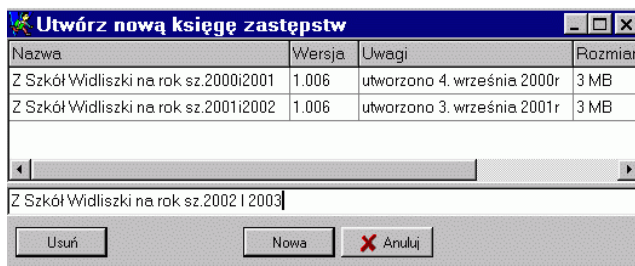 Utwórz nową księgę zastępstw
Nazwa Wersja Uwagi Rozmiar
Z Szkół Widliszki na rok sz.2000i2001 1.006 utworzono 4. września 2000r 3 MB
Z Szkół Widliszki na rok sz.2001i2002 1.006 utworzono 3. września 2001r 3 MB
Z Szkół Widliszki na rok sz.2002 I 2003
Usuń Nowa Anuluj